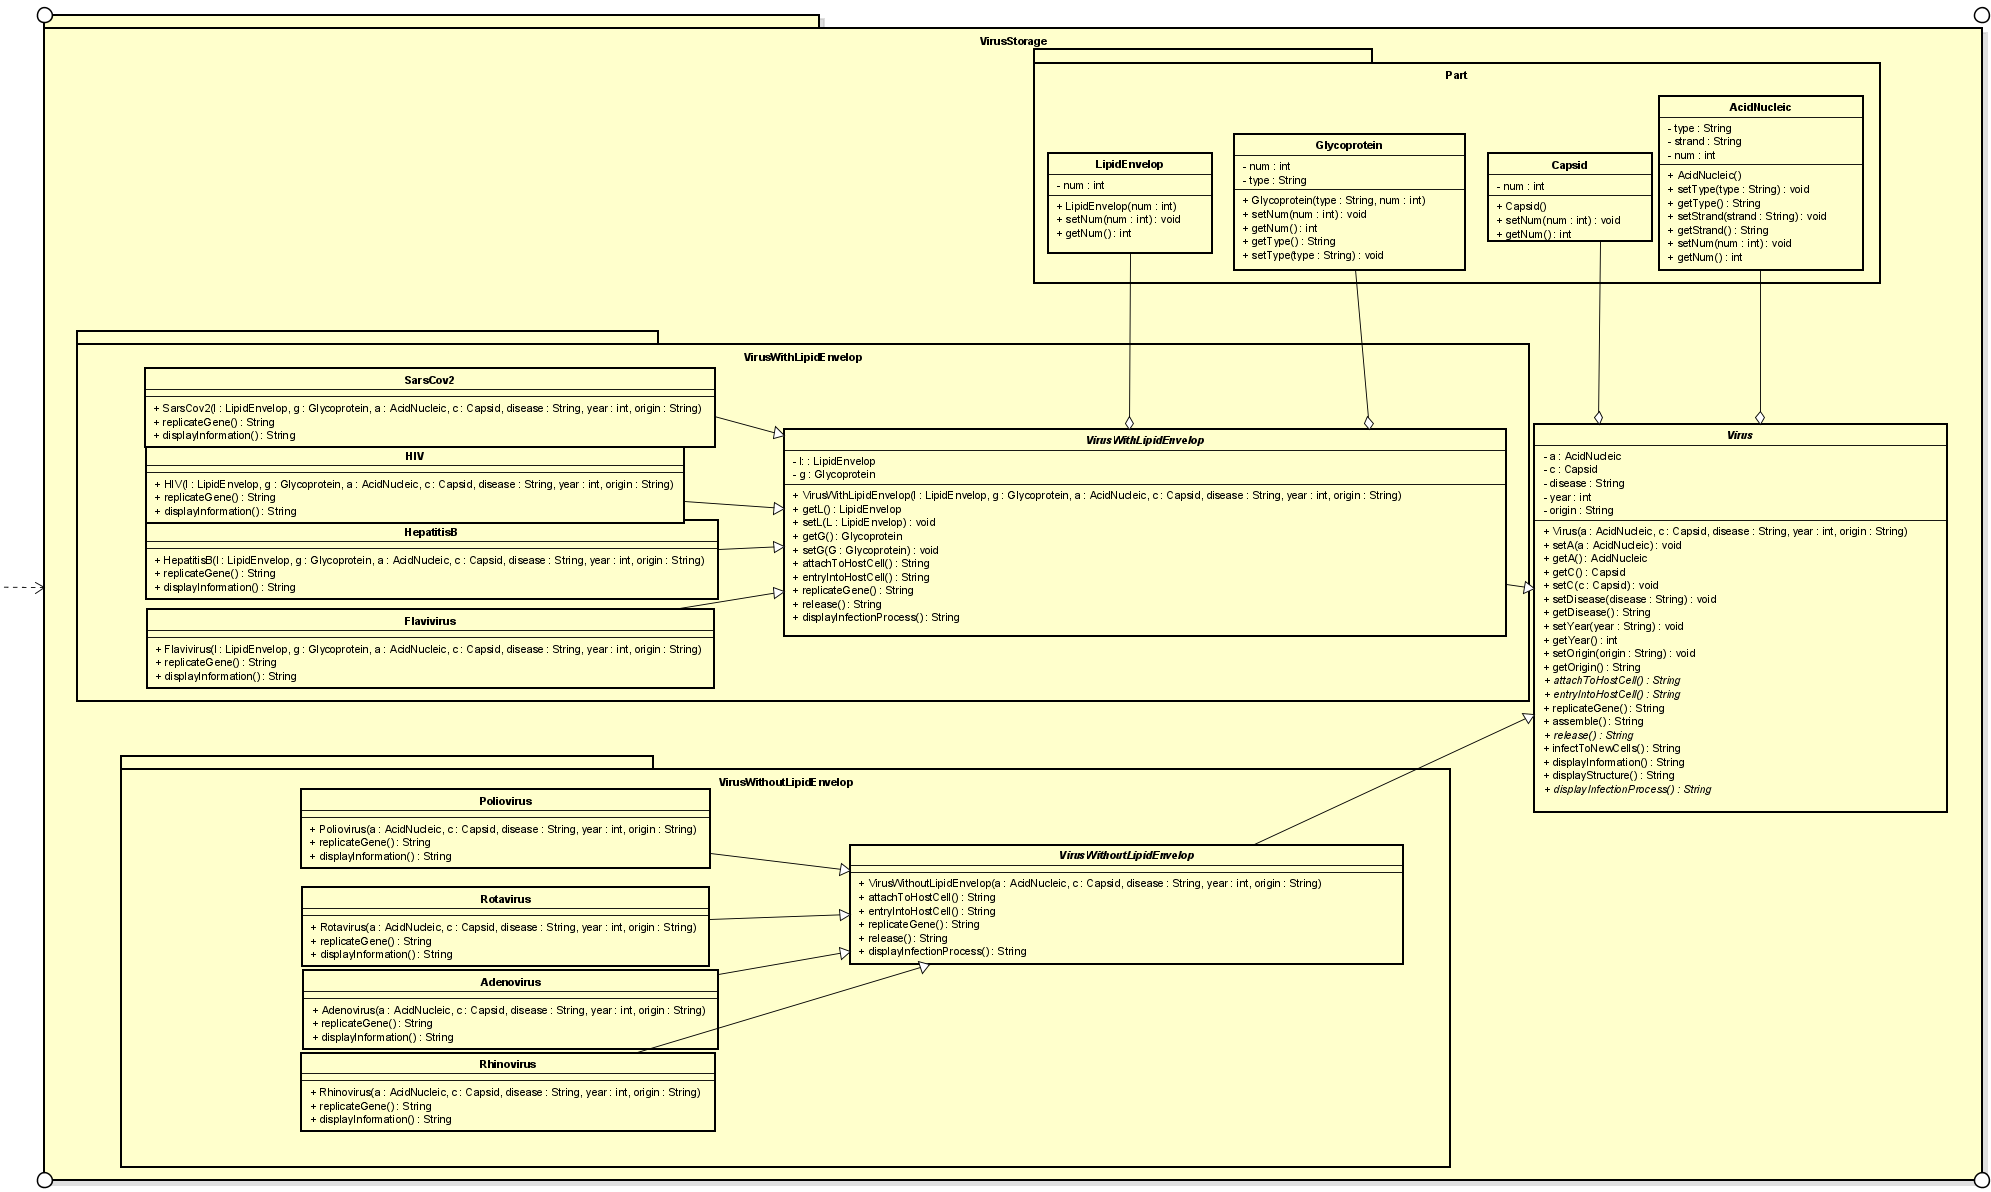 VirusStorage
Part
LipidEnvelop
- num : int
+ LipidEnvelop(num : int)
+ setNum(num : int) : void
+ getNum() : int
Glycoprotein
- num : int
- type : String
+ Glycoprotein(type : String, num : int)
+ setNum(num : int) : void
+ getNum() : int
+ getType() : String
+ setType(type : String) : void
Capsid
- num : int
+ Capsid()
+ setNum(num : int) : void
+ getNum() : int
AcidNucleic
- type : String
- strand : String
- num : int
+ AcidNucleic()
+ setType(type : String) : void
+ getType() : String
+ setStrand(strand : String) : void
+ getStrand() : String
+ setNum(num : int) : void
+ getNum() : int
VirusWithLipidEnvelop
SarsCov2
+ SarsCov2(l : LipidEnvelop, g : Glycoprotein, a : AcidNucleic, c : Capsid, disease : String, year : int, origin : String)
+ replicateGene() : String
+ displayInformation() : String
HIV
+ HIV(l : LipidEnvelop, g : Glycoprotein, a : AcidNucleic, c : Capsid, disease : String, year : int, origin : String)
+ replicateGene() : String
+ displayInformation() : String
HepatitisB
+ HepatitisB(l : LipidEnvelop, g : Glycoprotein, a : AcidNucleic, c : Capsid, disease : String, year : int, origin : String)
+ replicateGene() : String
+ displayInformation() : String
Flavivirus
+ Flavivirus(l : LipidEnvelop, g : Glycoprotein, a : AcidNucleic, c : Capsid, disease : String, year : int, origin : String)
+ replicateGene() : String
+ displayInformation() : String
VirusWithLipidEnvelop
- l: : LipidEnvelop
- g : Glycoprotein
+ VirusWithLipidEnvelop(l : LipidEnvelop, g : Glycoprotein, a : AcidNucleic, c : Capsid, disease : String, year : int, origin : String)
+ getL() : LipidEnvelop
+ setL(L : LipidEnvelop) : void
+ getG() : Glycoprotein
+ setG(G : Glycoprotein) : void
+ attachToHostCell() : String
+ entryIntoHostCell() : String
+ replicateGene() : String
+ release() : String
+ displayInfectionProcess() : String
Virus
- a : AcidNucleic
- c : Capsid
- disease : String
- year : int
- origin : String
+ Virus(a : AcidNucleic, c : Capsid, disease : String, year : int, origin : String)
+ setA(a : AcidNucleic) : void
+ getA() : AcidNucleic
+ getC() : Capsid
+ setC(c : Capsid) : void
+ setDisease(disease : String) : void
+ getDisease() : String
+ setYear(year : String) : void
+ getYear() : int
+ setOrigin(origin : String) : void
+ getOrigin() : String
+ attachToHostCell() : String
+ entryIntoHostCell() : String
+ replicateGene() : String
+ assemble() : String
+ release() : String
+ infectToNewCells() : String
+ displayInformation() : String
+ displayStructure() : String
+ displayInfectionProcess() : String
VirusWithoutLipidEnvelop
Poliovirus
+ Poliovirus(a : AcidNucleic, c : Capsid, disease : String, year : int, origin : String)
+ replicateGene() : String
+ displayInformation() : String
Rotavirus
+ Rotavirus(a : AcidNucleic, c : Capsid, disease : String, year : int, origin : String)
+ replicateGene() : String
+ displayInformation() : String
Adenovirus
+ Adenovirus(a : AcidNucleic, c : Capsid, disease : String, year : int, origin : String)
+ replicateGene() : String
+ displayInformation() : String
Rhinovirus
+ Rhinovirus(a : AcidNucleic, c : Capsid, disease : String, year : int, origin : String)
+ replicateGene() : String
+ displayInformation() : String
VirusWithoutLipidEnvelop
+ VirusWithoutLipidEnvelop(a : AcidNucleic, c : Capsid, disease : String, year : int, origin : String)
+ attachToHostCell() : String
+ entryIntoHostCell() : String
+ replicateGene() : String
+ release() : String
+ displayInfectionProcess() : String